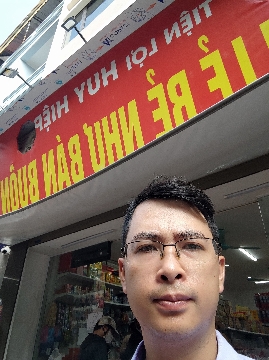 TIỆN LỢI HUY HIỆP
LẺ RẺ NHƯ BÁN BUÔN